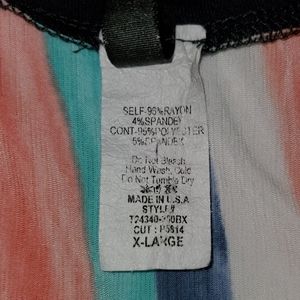 SELF-96%RAYON
4%SPANDEX
CONT-95%POLYESTER
5%SPANDEX
Do Not Bleach
Hand Wash, Cold
Do Not Tumble Dry
MADE IN U.S.A
STYLE#
CUT :
X-LARGE